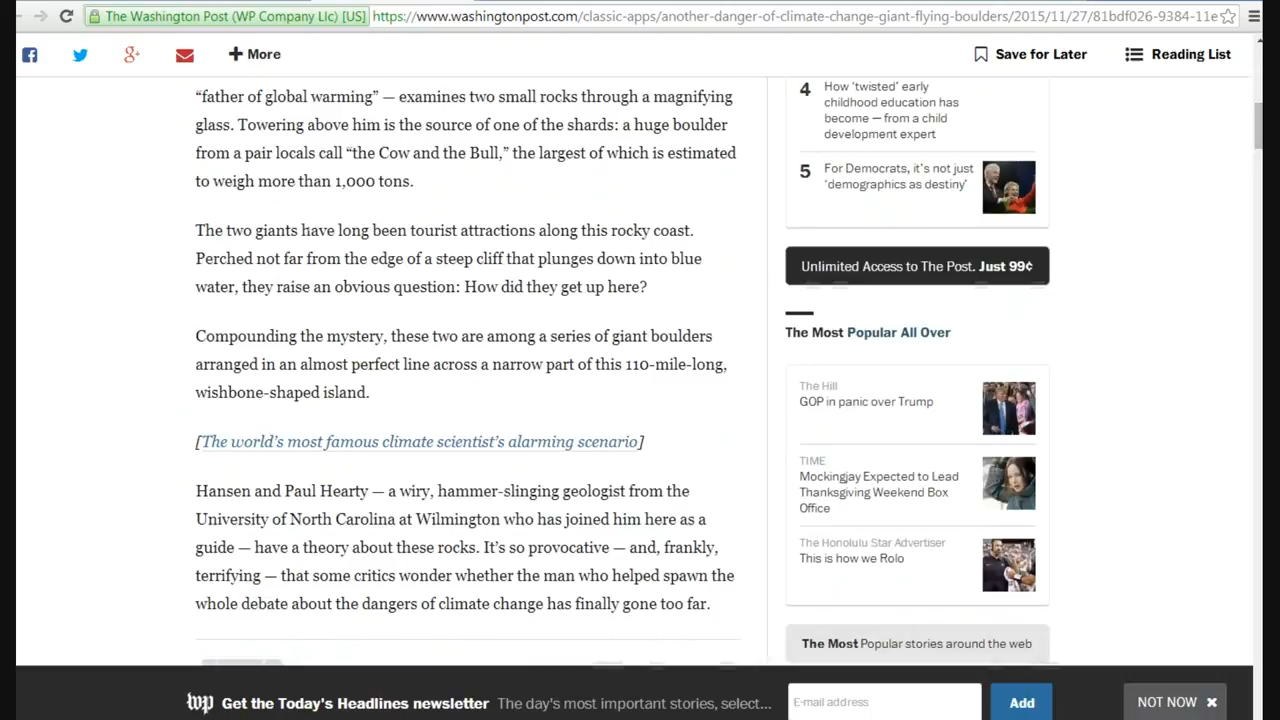 The Washington Post (WP Company Llc) [US]
https://www.washingtonpost.com/classic-apps/another-danger-of-climate-change-giant-flying-boulders/2015/11/27/81bdf026-9384-11e
More
Save for Later
Reading List
“father of global warming” — examines two small rocks through a magnifying
glass. Towering above him is the source of one of the shards: a huge boulder
from a pair locals call “the Cow and the Bull,” the largest of which is estimated
to weigh more than 1,000 tons.
The two giants have long been tourist attractions along this rocky coast.
Perched not far from the edge of a steep cliff that plunges down into blue
water, they raise an obvious question: How did they get up here?
Compounding the mystery, these two are among a series of giant boulders
arranged in an almost perfect line across a narrow part of this 110-mile-long,
wishbone-shaped island.
[The world’s most famous climate scientist’s alarming scenario]
Hansen and Paul Hearty — a wiry, hammer-slinging geologist from the
University of North Carolina at Wilmington who has joined him here as a
guide — have a theory about these rocks. It’s so provocative — and, frankly,
terrifying — that some critics wonder whether the man who helped spawn the
whole debate about the dangers of climate change has finally gone too far.
4
How ‘twisted’ early
childhood education has
become — from a child
development expert
5
For Democrats, it’s not just
‘demographics as destiny’
Unlimited Access to The Post. Just 99¢
The Most Popular All Over
The Hill
GOP in panic over Trump
TIME
Mockingjay Expected to Lead
Thanksgiving Weekend Box
Office
The Honolulu Star Advertiser
This is how we Rolo
The Most Popular stories around the web
wp
Get the Today’s Headlines newsletter
The day’s most important stories, select...
E-mail address
Add
NOT NOW ×